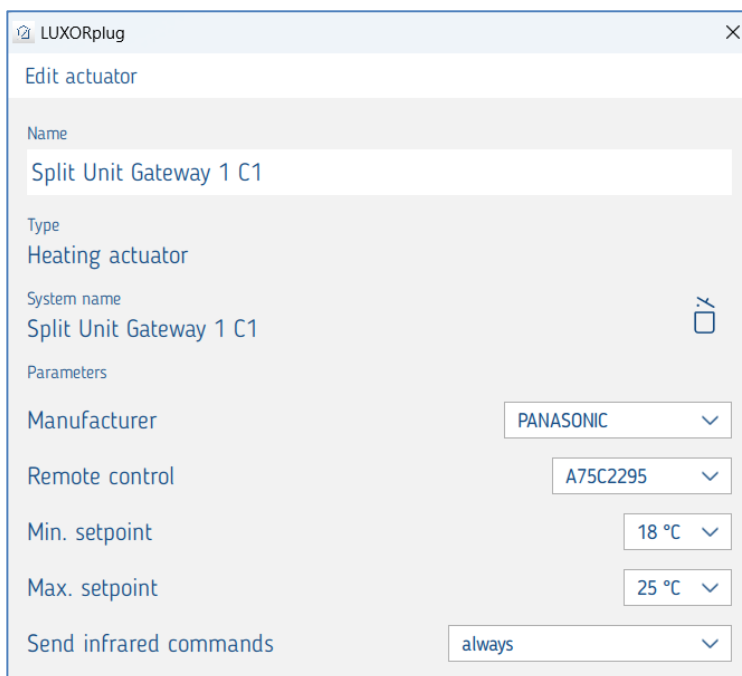 LUXORplug
Edit actuator
Name
Split Unit Gateway 1 C1
Type
Heating actuator
System name
Split Unit Gateway 1 C1
Parameters
Manufacturer PANASONIC
Remote control A75C2295
Min. setpoint 18 °C
Max. setpoint 25 °C
Send infrared commands always